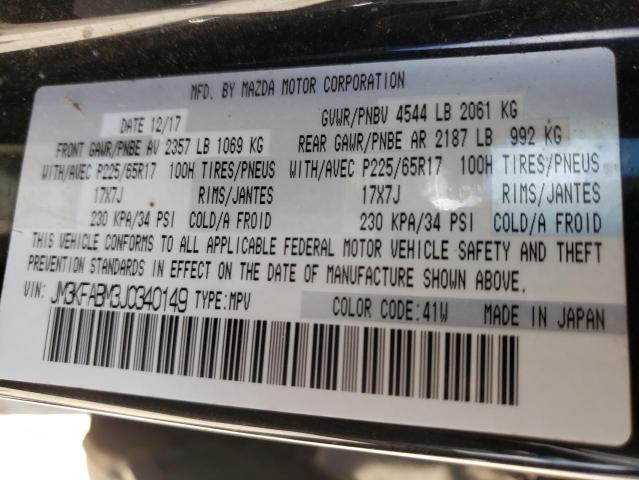 MFD. BY MAZDA MOTOR CORPORATION
DATE 12/17 GVWR/PNBV 4544 LB 2061 KG
FRONT GAWR/PNBE AV 2357 LB 1069 KG REAR GAWR/PNBE AR 2187 LB 992 KG
WITH/AVEC P225/65R17 100H TIRES/PNEUS WITH/AVEC P225/65R17 100H TIRES/PNEUS
17X7J RIMS/JANTES 17X7J RIMS/JANTES
230 KPA/34 PSI COLD/A FROID 230 KPA/34 PSI COLD/A FROID
THIS VEHICLE CONFORMS TO ALL APPLICABLE FEDERAL MOTOR VEHICLE SAFETY AND THEFT
PREVENTION STANDARDS IN EFFECT ON THE DATE OF MANUFACTURE SHOWN ABOVE.
VIN: JM3KFABM3J0340149 TYPE:MPV COLOR CODE:41W MADE IN JAPAN